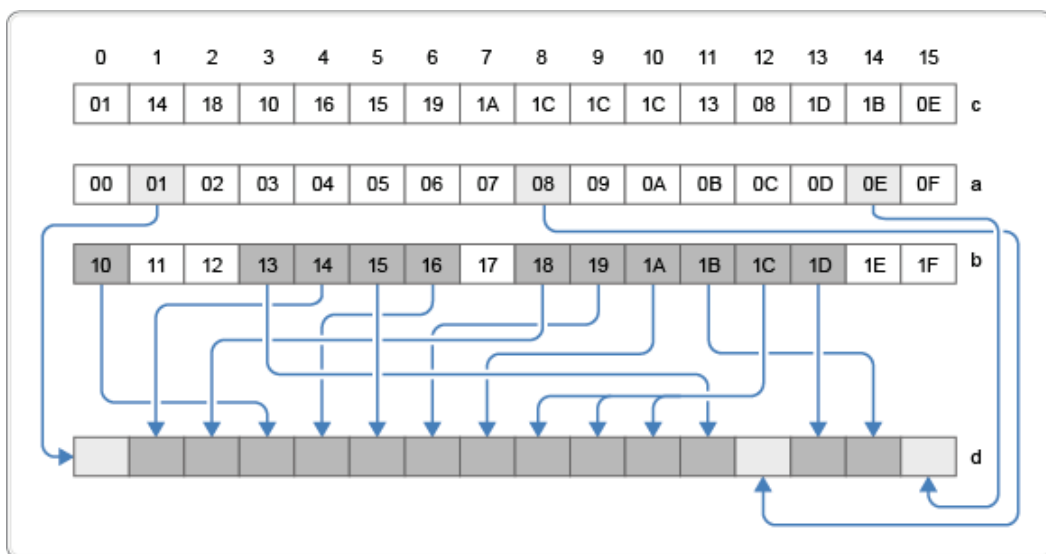 0 1 2 3 4 5 6 7 8 9 10 11 12 13 14 15
01 14 18 10 16 15 19 1A 1C 1C 1C 13 08 1D 1B 0E c
00 01 02 03 04 05 06 07 08 09 0A 0B 0C 0D 0E 0F a
10 11 12 13 14 15 16 17 18 19 1A 1B 1C 1D 1E 1F b
d